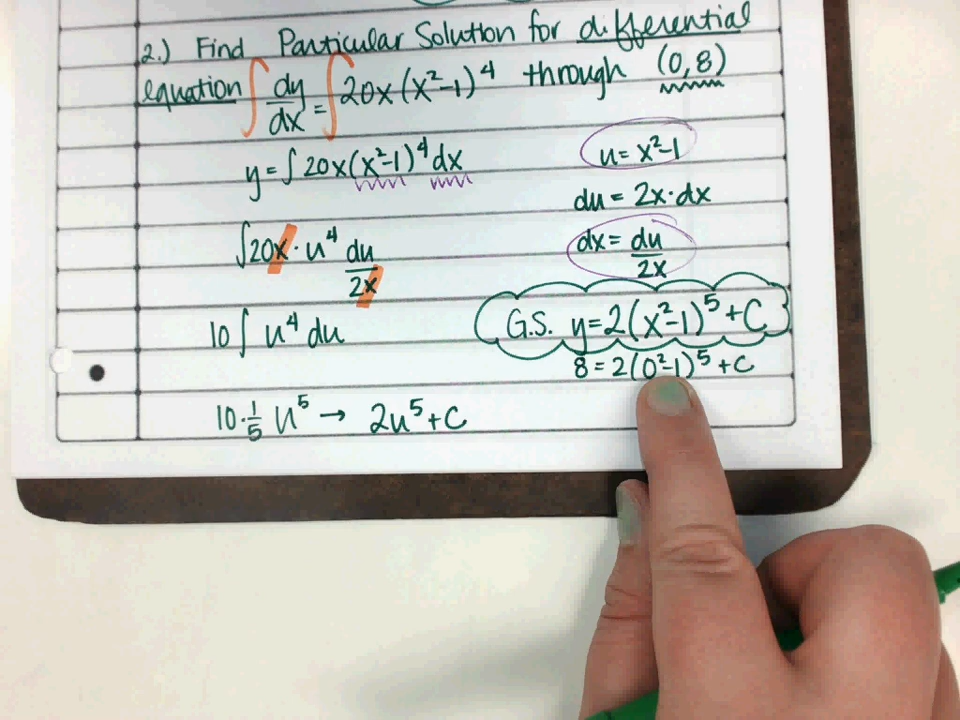 2.) Find Particular Solution for differential
equation ∫ dy/dx = ∫ 20x(x²-1)⁴ through (0,8)
y = ∫ 20x(x²-1)⁴ dx
u = x²-1
du = 2x·dx
∫ 20x · u⁴ du/2x
dx = du/2x
10 ∫ u⁴ du
G.S. y = 2(x²-1)⁵ + C
8 = 2(0²-1)⁵ + C
10 · 1/5 u⁵ → 2u⁵ + C